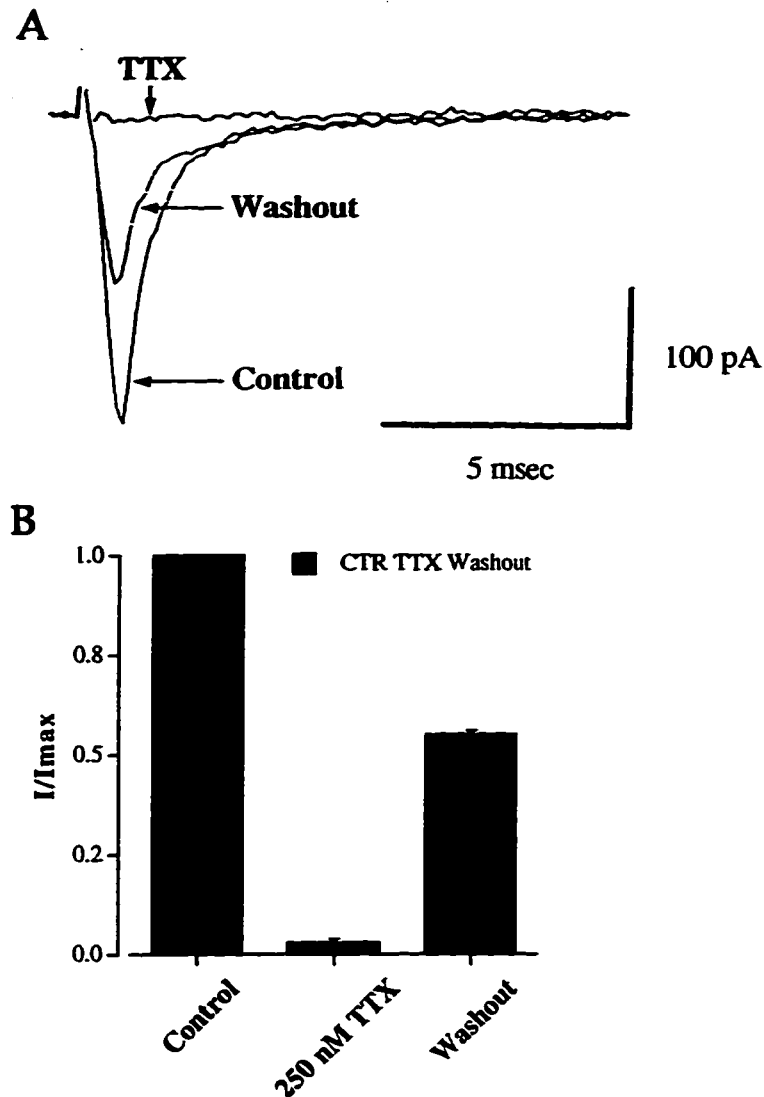 A
TTX
Washout
Control
100 pA
5 msec
B
1.0
CTR TTX Washout
0.8
0.5
0.2
0.0
I/Imax
Control
250 nM TTX
Washout